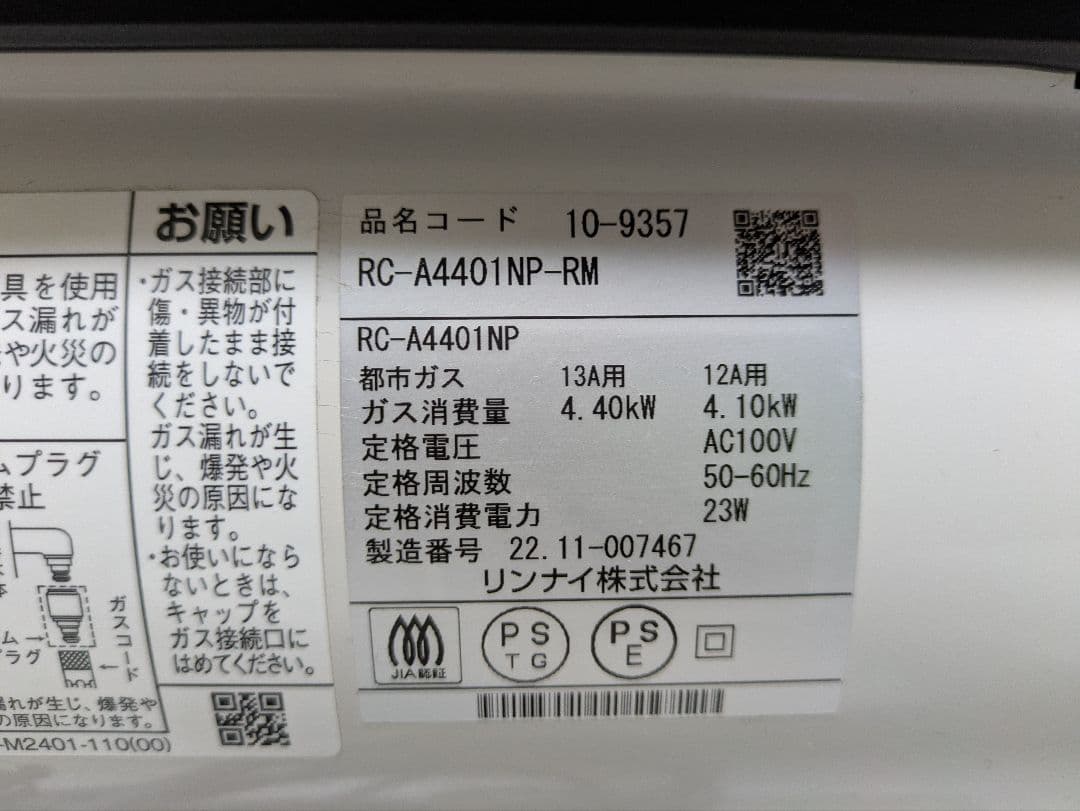 具を使用
ス漏れが
や火災の
ります。
ムプラグ
禁止
ガスコード
ム→
ラグ
漏れが生じ、爆発や
の原因になります。
-M2401-110(00)
お願い
・ガス接続部に
傷・異物が付
着したまま接
続をしないで
ください。
ガス漏れが生
じ、爆発や火
災の原因にな
ります。
・お使いになら
ないときは、
キャップを
ガス接続口に
はめてください。
品名コード 10-9357
RC-A4401NP-RM
RC-A4401NP
都市ガス 13A用 12A用
ガス消費量 4.40kW 4.10kW
定格電圧 AC100V
定格周波数 50-60Hz
定格消費電力 23W
製造番号 22.11-007467
リンナイ株式会社
JIA認証
PS
TG
PS
E